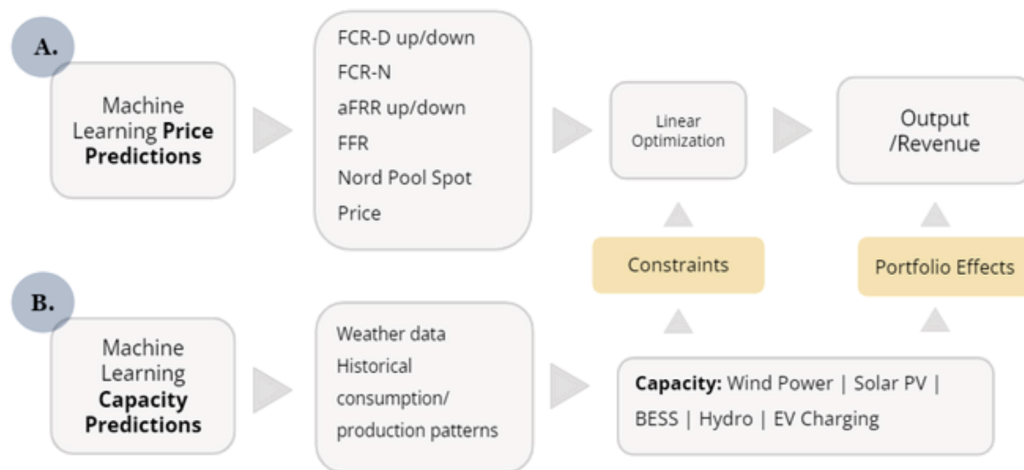 A.
Machine
Learning Price
Predictions
FCR-D up/down
FCR-N
aFRR up/down
FFR
Nord Pool Spot
Price
Linear
Optimization
Output
/Revenue
Constraints
Portfolio Effects
B.
Machine
Learning
Capacity
Predictions
Weather data
Historical
consumption/
production patterns
Capacity: Wind Power | Solar PV |
BESS | Hydro | EV Charging